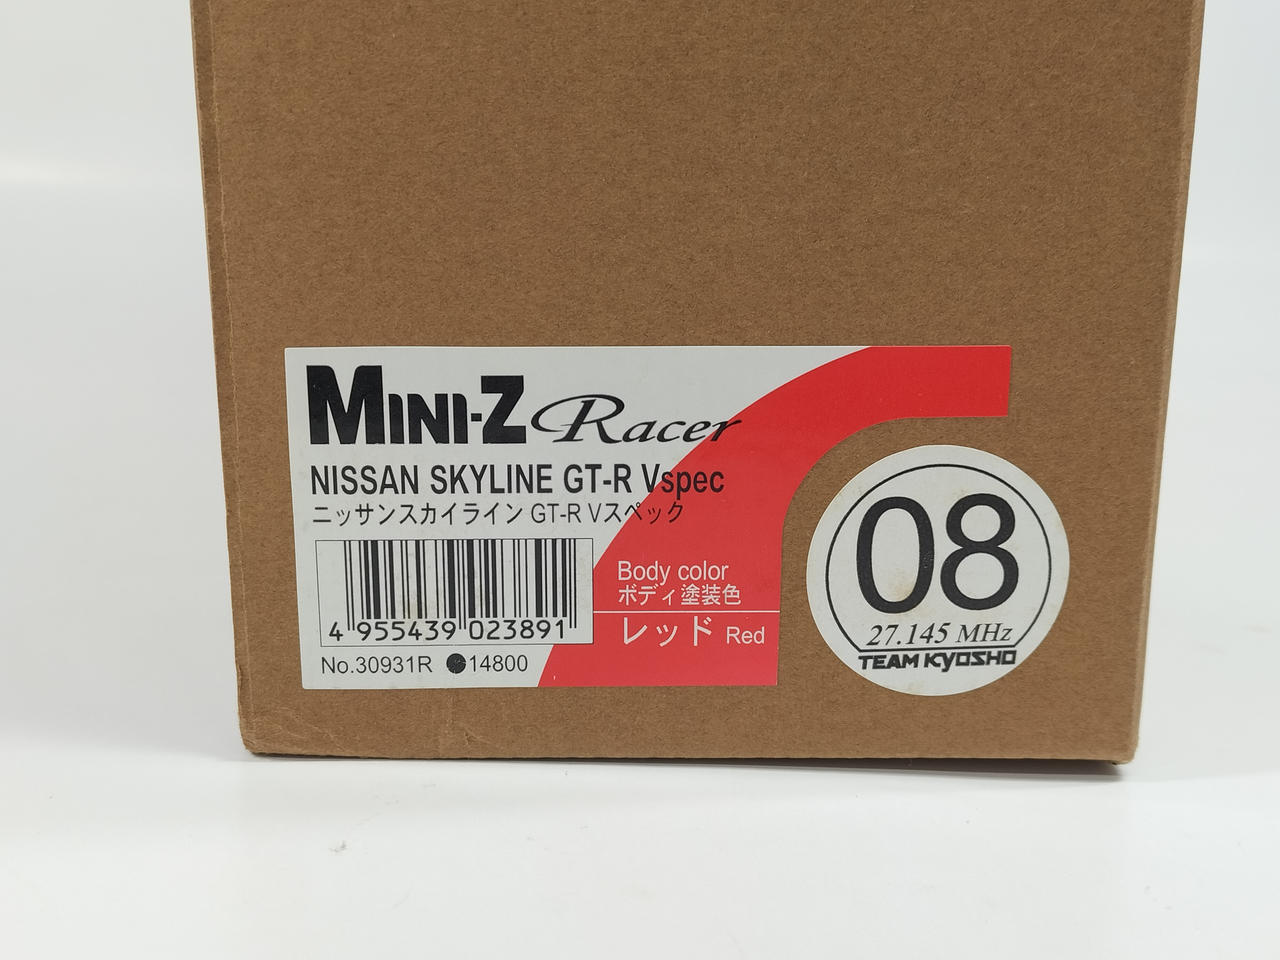 MINI-Z Racer
NISSAN SKYLINE GT-R Vspec
ニッサンスカイライン GT-R Vスペック
4 955439 023891
No.30931R ●14800
Body color
ボディ塗装色
レッド Red
08
27.145 MHz
TEAM KYOSHO